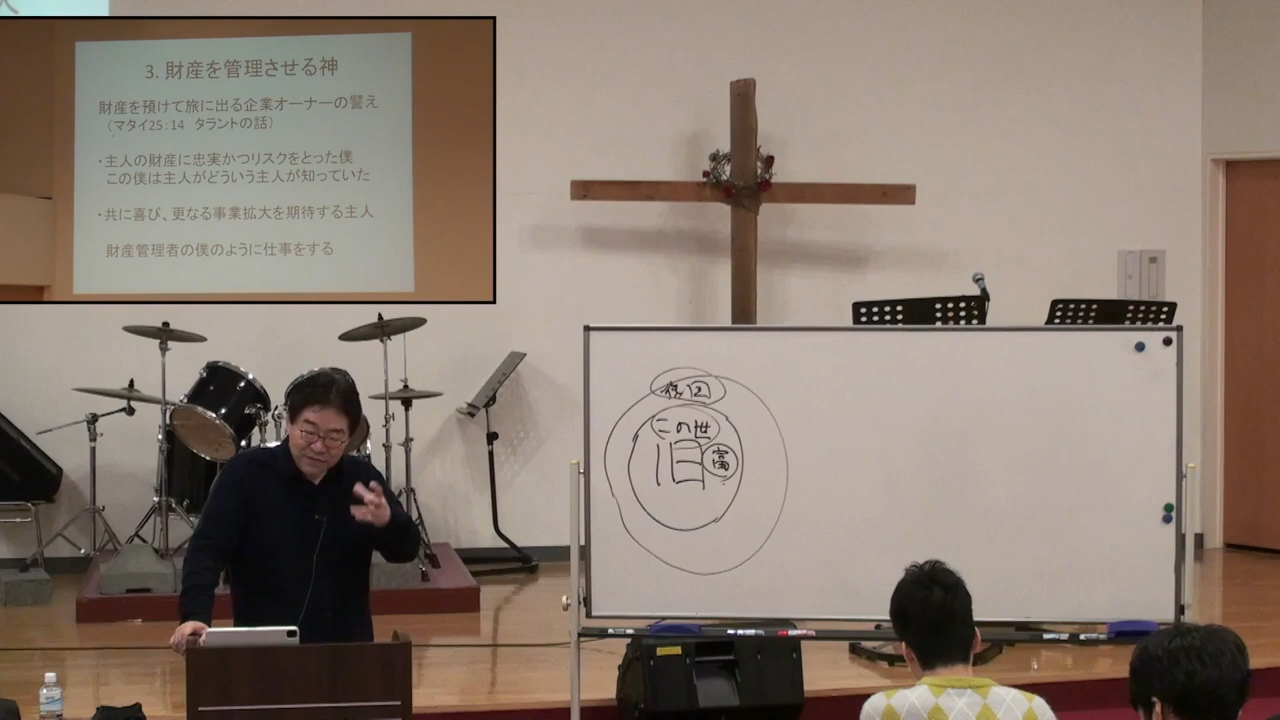 3. 財産を管理させる神
財産を預けて旅に出る企業オーナーの譬え
（マタイ25：14　タラントの話）
・主人の財産に忠実かつリスクをとった僕
この僕は主人がどういう主人が知っていた
・共に喜び、更なる事業拡大を期待する主人
財産管理者の僕のように仕事をする
この世
旧
富